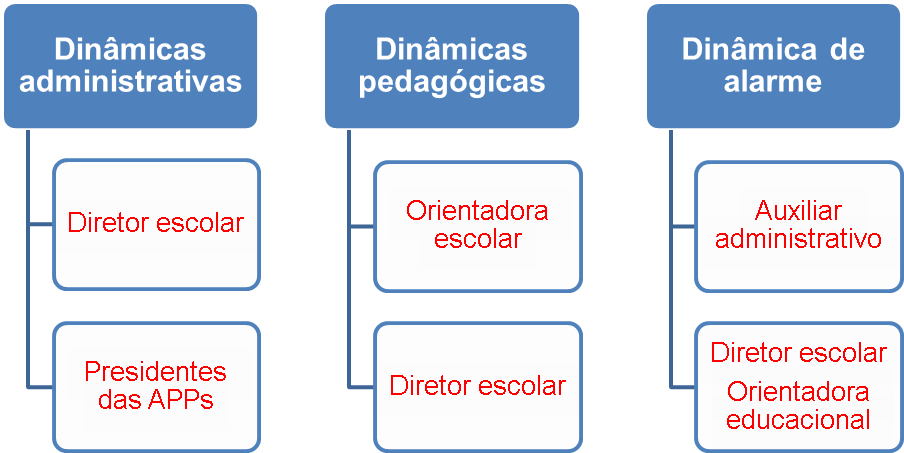 Dinâmicas
administrativas
Diretor escolar
Presidentes
das APPs
Dinâmicas
pedagógicas
Orientadora
escolar
Diretor escolar
Dinâmica de
alarme
Auxiliar
administrativo
Diretor escolar
Orientadora
educacional